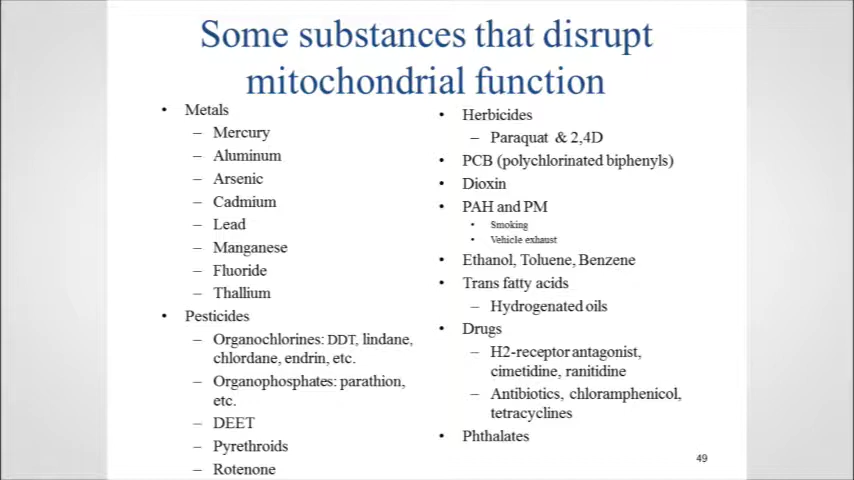 Some substances that disrupt
mitochondrial function
• Metals
– Mercury
– Aluminum
– Arsenic
– Cadmium
– Lead
– Manganese
– Fluoride
– Thallium
• Pesticides
– Organochlorines: DDT, lindane,
chlordane, endrin, etc.
– Organophosphates: parathion,
etc.
– DEET
– Pyrethroids
– Rotenone
• Herbicides
– Paraquat & 2,4D
• PCB (polychlorinated biphenyls)
• Dioxin
• PAH and PM
• Smoking
• Vehicle exhaust
• Ethanol, Toluene, Benzene
• Trans fatty acids
– Hydrogenated oils
• Drugs
– H2-receptor antagonist,
cimetidine, ranitidine
– Antibiotics, chloramphenicol,
tetracyclines
• Phthalates
49